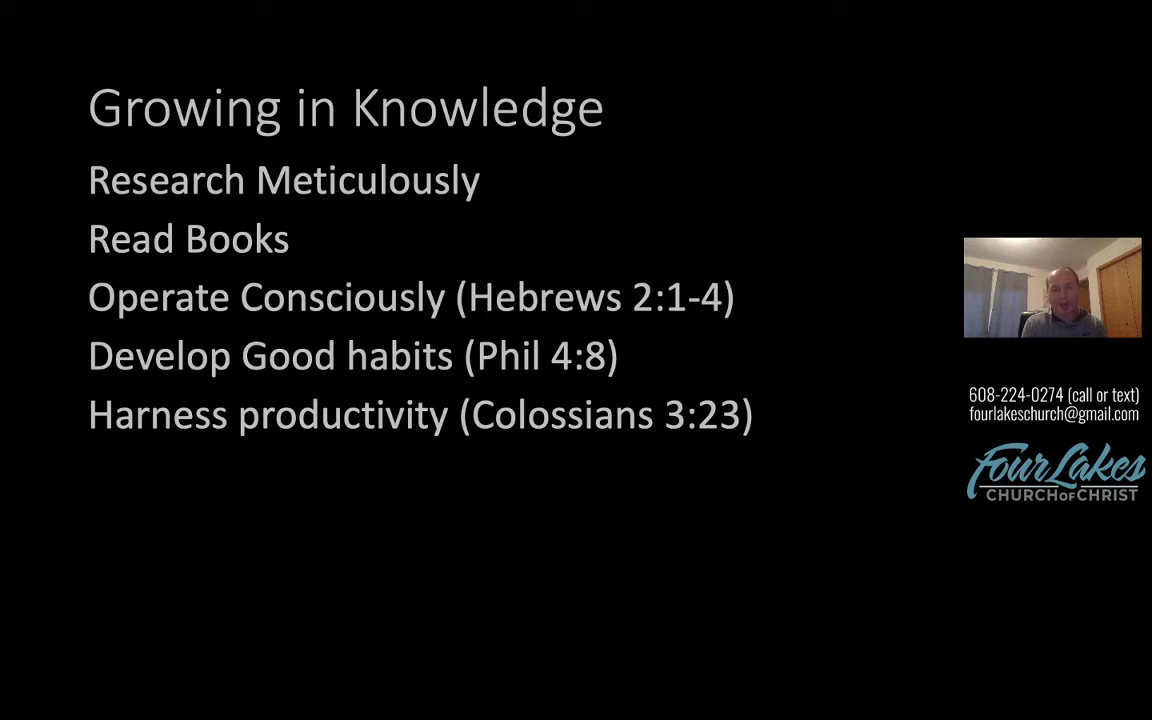 Growing in Knowledge
Research Meticulously
Read Books
Operate Consciously (Hebrews 2:1-4)
Develop Good habits (Phil 4:8)
Harness productivity (Colossians 3:23)
608-224-0274 (call or text)
fourlakeschurch@gmail.com
Four Lakes
CHURCH OF CHRIST